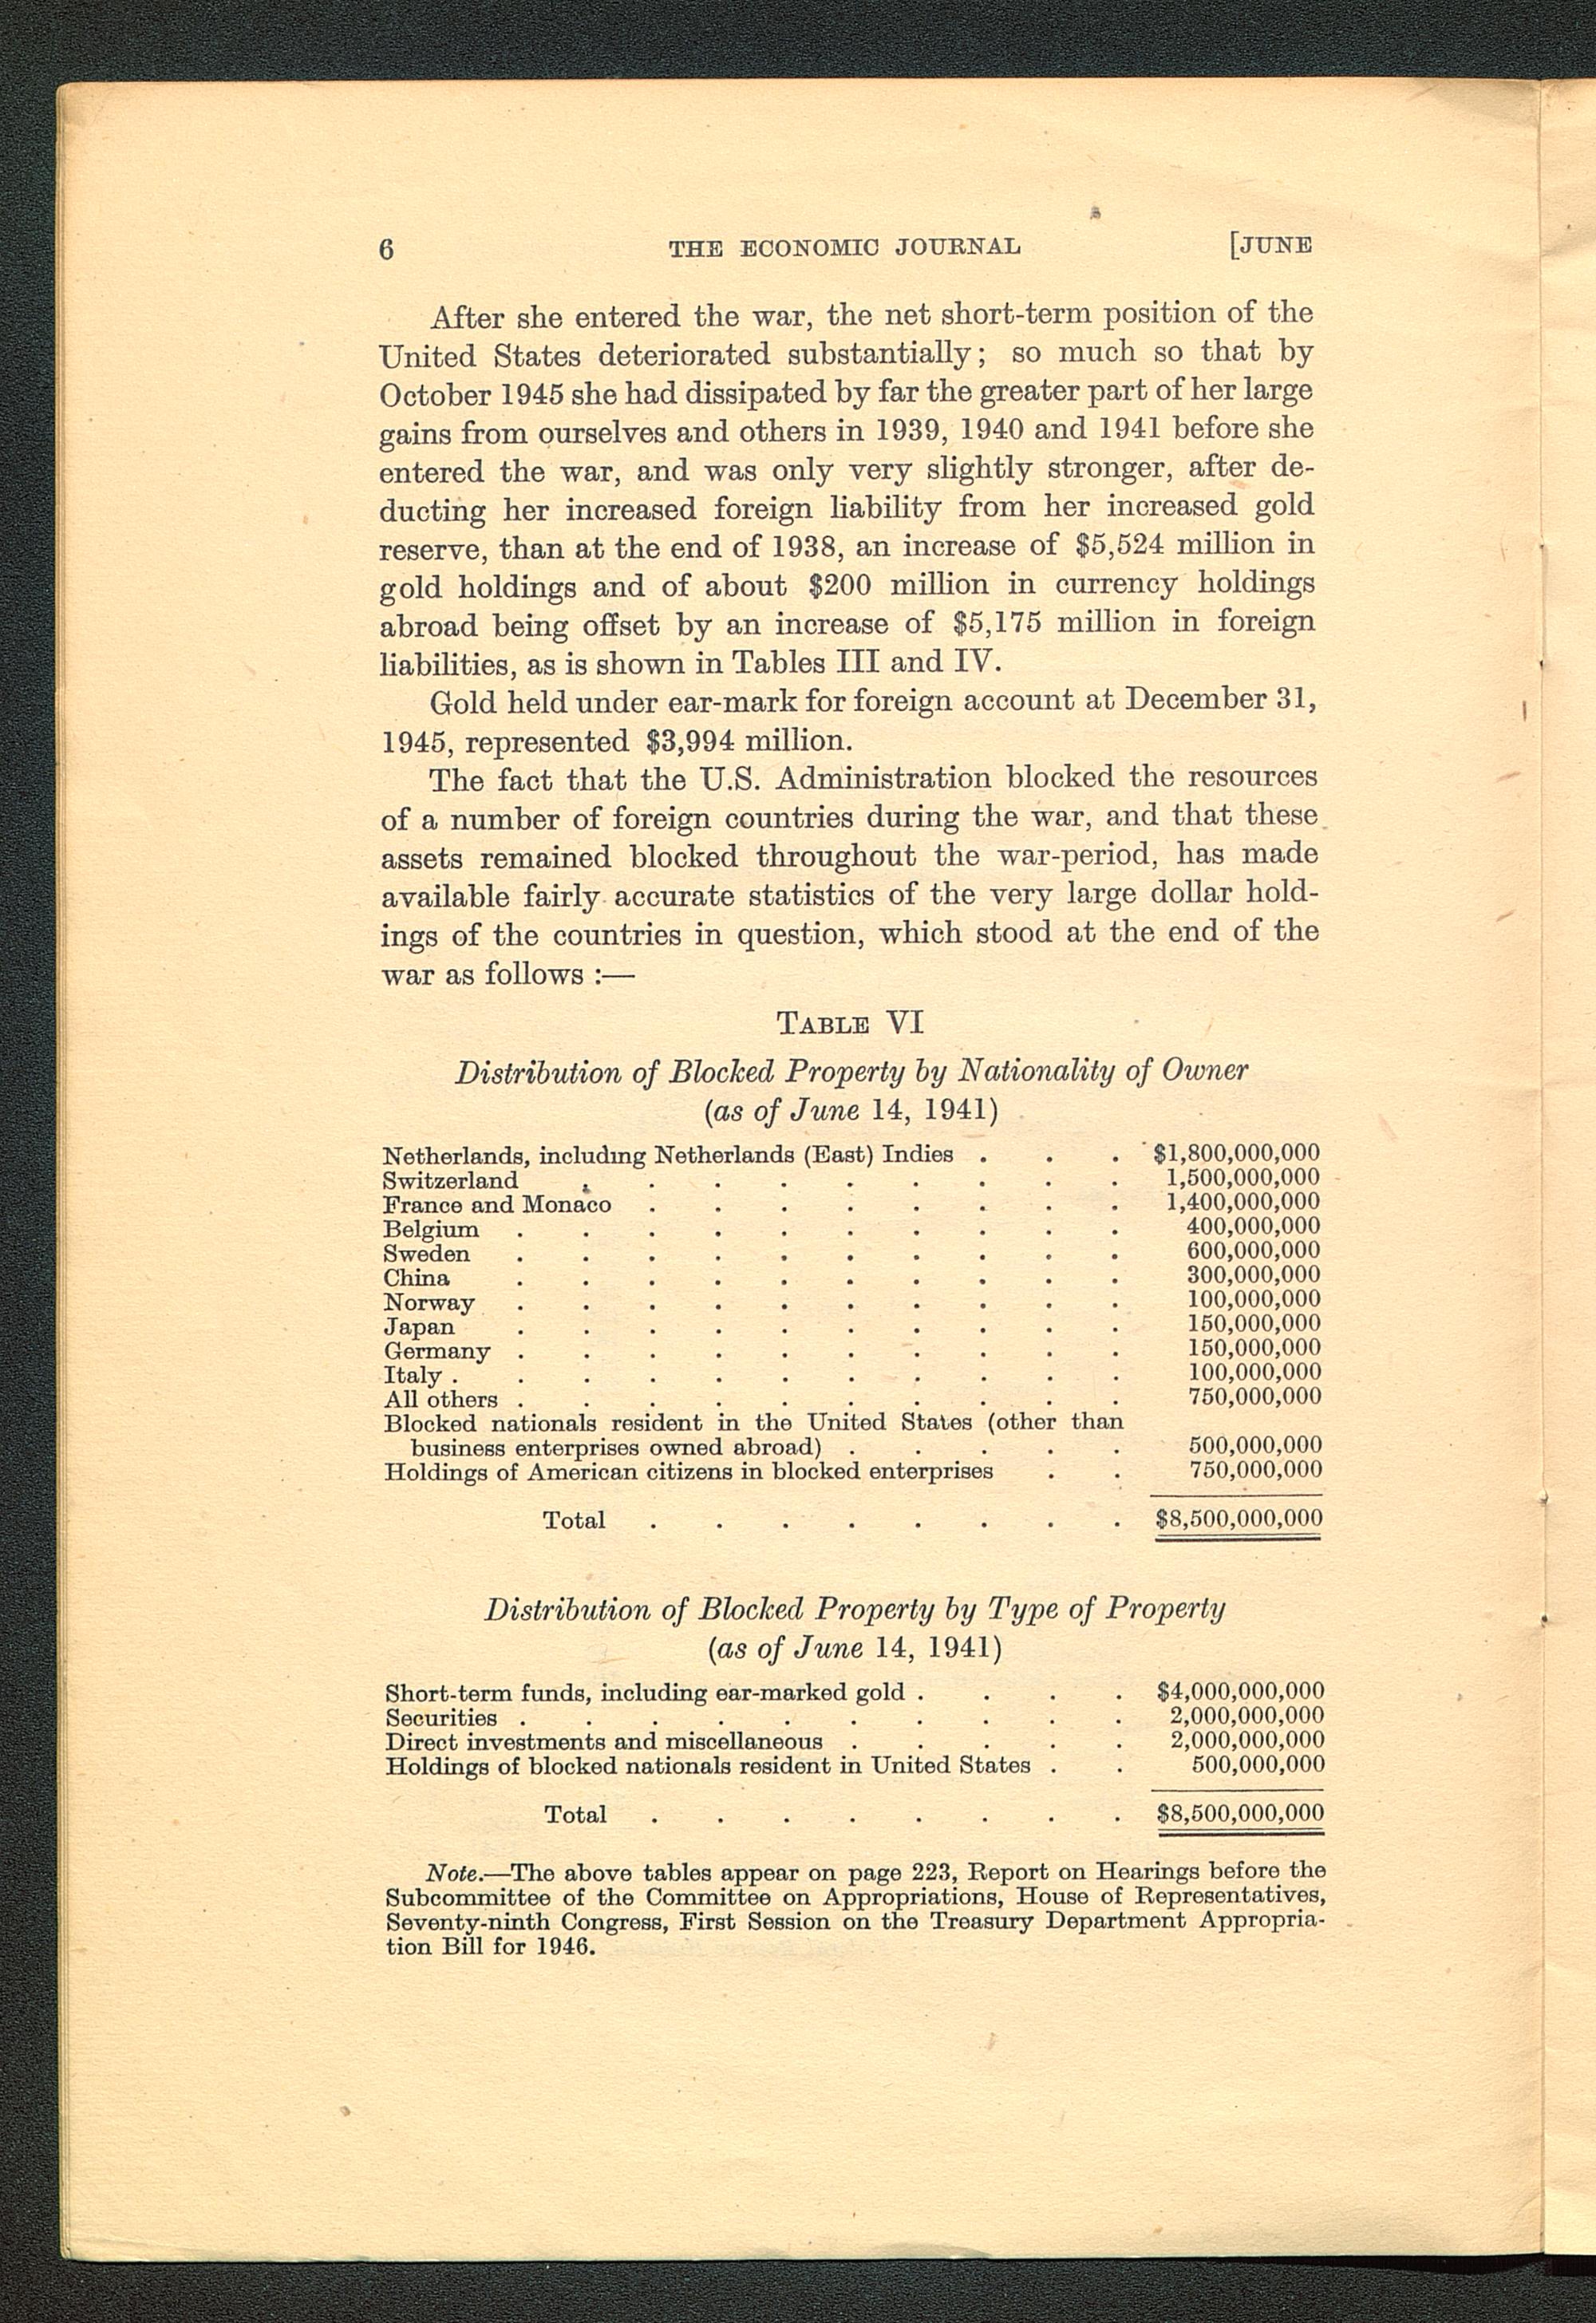 6 THE ECONOMIC JOURNAL [JUNE
After she entered the war, the net short-term position of the
United States deteriorated substantially; so much so that by
October 1945 she had dissipated by far the greater part of her large
gains from ourselves and others in 1939, 1940 and 1941 before she
entered the war, and was only very slightly stronger, after de-
ducting her increased foreign liability from her increased gold
reserve, than at the end of 1938, an increase of $5,524 million in
gold holdings and of about $200 million in currency holdings
abroad being offset by an increase of $5,175 million in foreign
liabilities, as is shown in Tables III and IV.
Gold held under ear-mark for foreign account at December 31,
1945, represented $3,994 million.
The fact that the U.S. Administration blocked the resources
of a number of foreign countries during the war, and that these
assets remained blocked throughout the war-period, has made
available fairly accurate statistics of the very large dollar hold-
ings of the countries in question, which stood at the end of the
war as follows :—
TABLE VI
Distribution of Blocked Property by Nationality of Owner
(as of June 14, 1941)
Netherlands, including Netherlands (East) Indies . . . $1,800,000,000
Switzerland . . . . . . . . . 1,500,000,000
France and Monaco . . . . . . . . 1,400,000,000
Belgium . . . . . . . . . . 400,000,000
Sweden . . . . . . . . . . 600,000,000
China . . . . . . . . . . 300,000,000
Norway . . . . . . . . . . 100,000,000
Japan . . . . . . . . . . 150,000,000
Germany . . . . . . . . . . 150,000,000
Italy . . . . . . . . . . . 100,000,000
All others . . . . . . . . . . 750,000,000
Blocked nationals resident in the United States (other than
business enterprises owned abroad) . . . . . 500,000,000
Holdings of American citizens in blocked enterprises . . 750,000,000
Total . . . . . . . . $8,500,000,000
Distribution of Blocked Property by Type of Property
(as of June 14, 1941)
Short-term funds, including ear-marked gold . . . . $4,000,000,000
Securities . . . . . . . . . . 2,000,000,000
Direct investments and miscellaneous . . . . . 2,000,000,000
Holdings of blocked nationals resident in United States . . 500,000,000
Total . . . . . . . . $8,500,000,000
Note.—The above tables appear on page 223, Report on Hearings before the
Subcommittee of the Committee on Appropriations, House of Representatives,
Seventy-ninth Congress, First Session on the Treasury Department Appropria-
tion Bill for 1946.